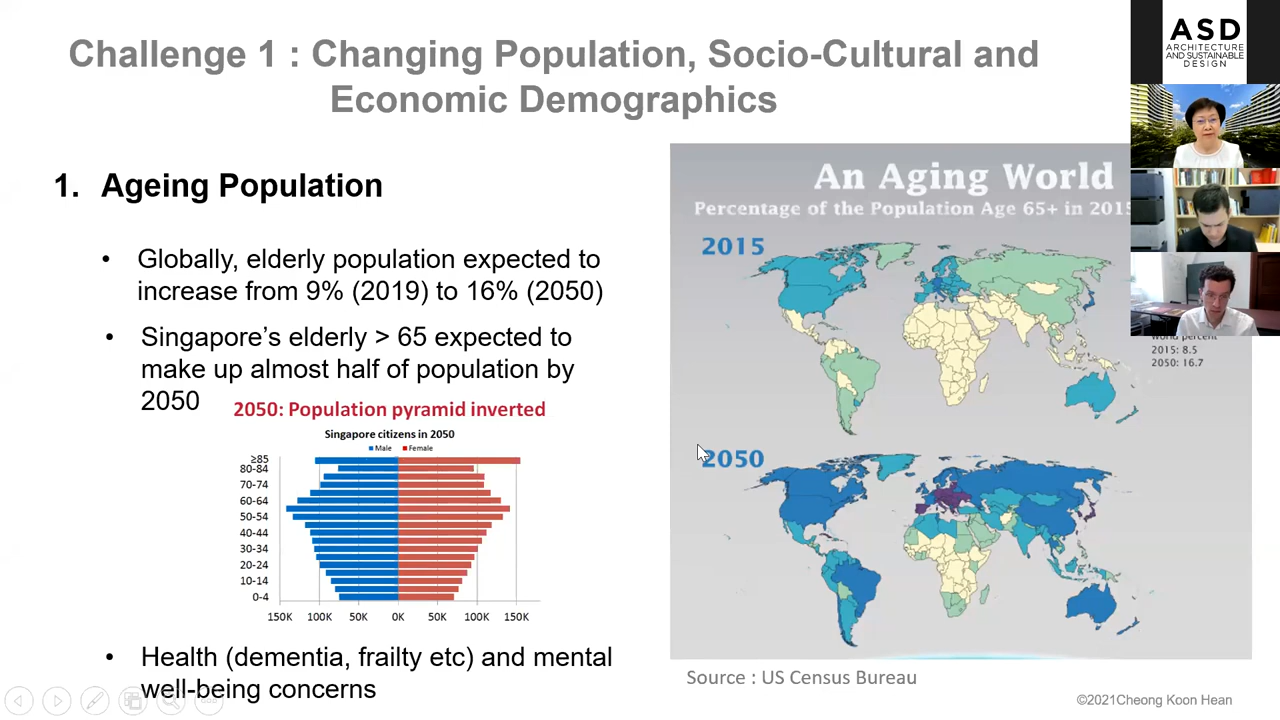 Challenge 1 : Changing Population, Socio-Cultural and
Economic Demographics
ASD
ARCHITECTURE
AND SUSTAINABLE
DESIGN
1. Ageing Population
• Globally, elderly population expected to
increase from 9% (2019) to 16% (2050)
• Singapore’s elderly > 65 expected to
make up almost half of population by
2050
2050: Population pyramid inverted
Singapore citizens in 2050
Male Female
≥85
80-84
70-74
60-64
50-54
40-44
30-34
20-24
10-14
0-4
150K 100K 50K 0K 50K 100K 150K
• Health (dementia, frailty etc) and mental
well-being concerns
An Aging World
Percentage of the Population Age 65+ in 2015
2015
2015: 8.5
2050: 16.7
2050
Source : US Census Bureau
©2021Cheong Koon Hean